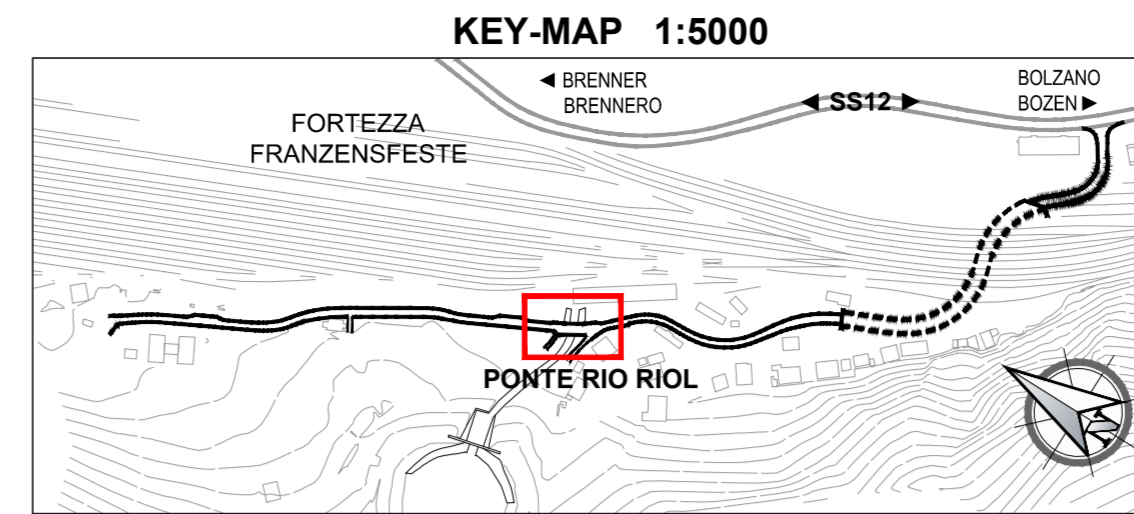 KEY-MAP 1:5000
◄ BRENNER
BRENNERO
◄ SS12 ►
BOLZANO
BOZEN ►
FORTEZZA
FRANZENSFESTE
PONTE RIO RIOL